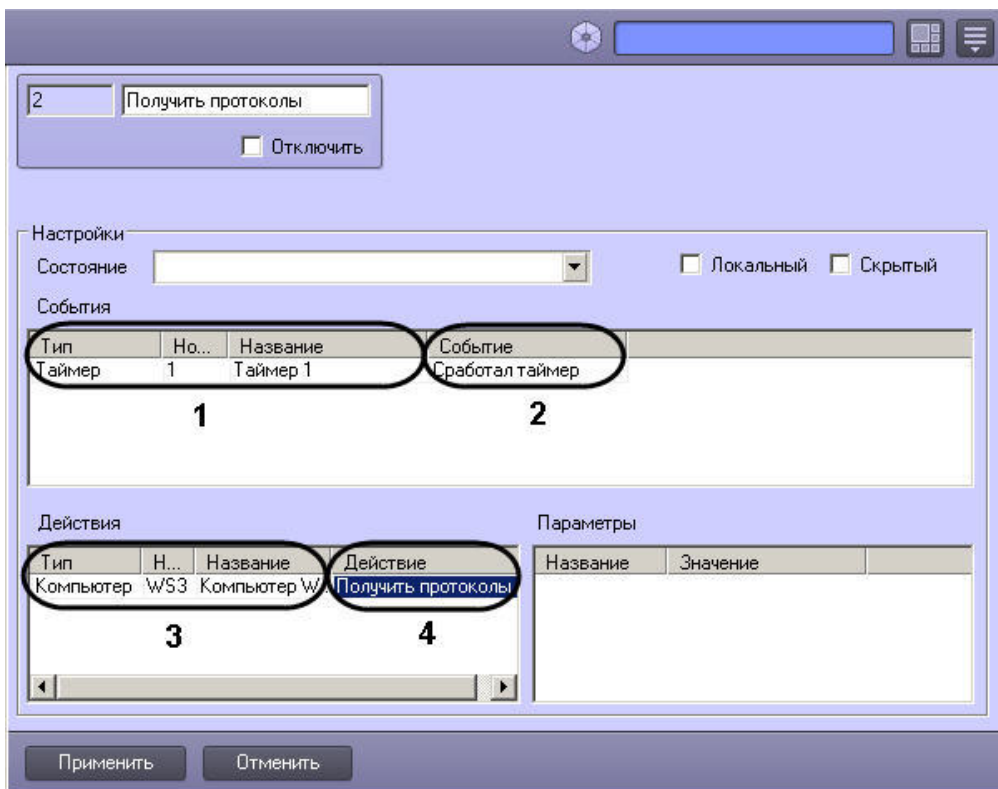 2 Получить протоколы
Отключить
Настройки
Состояние Локальный Скрытый
События
Тип Но... Название Событие
Таймер 1 Таймер 1 Сработал таймер
1 2
Действия Параметры
Тип Н... Название Действие Название Значение
Компьютер WS3 Компьютер W... Получить протоколы
3 4
Применить Отменить